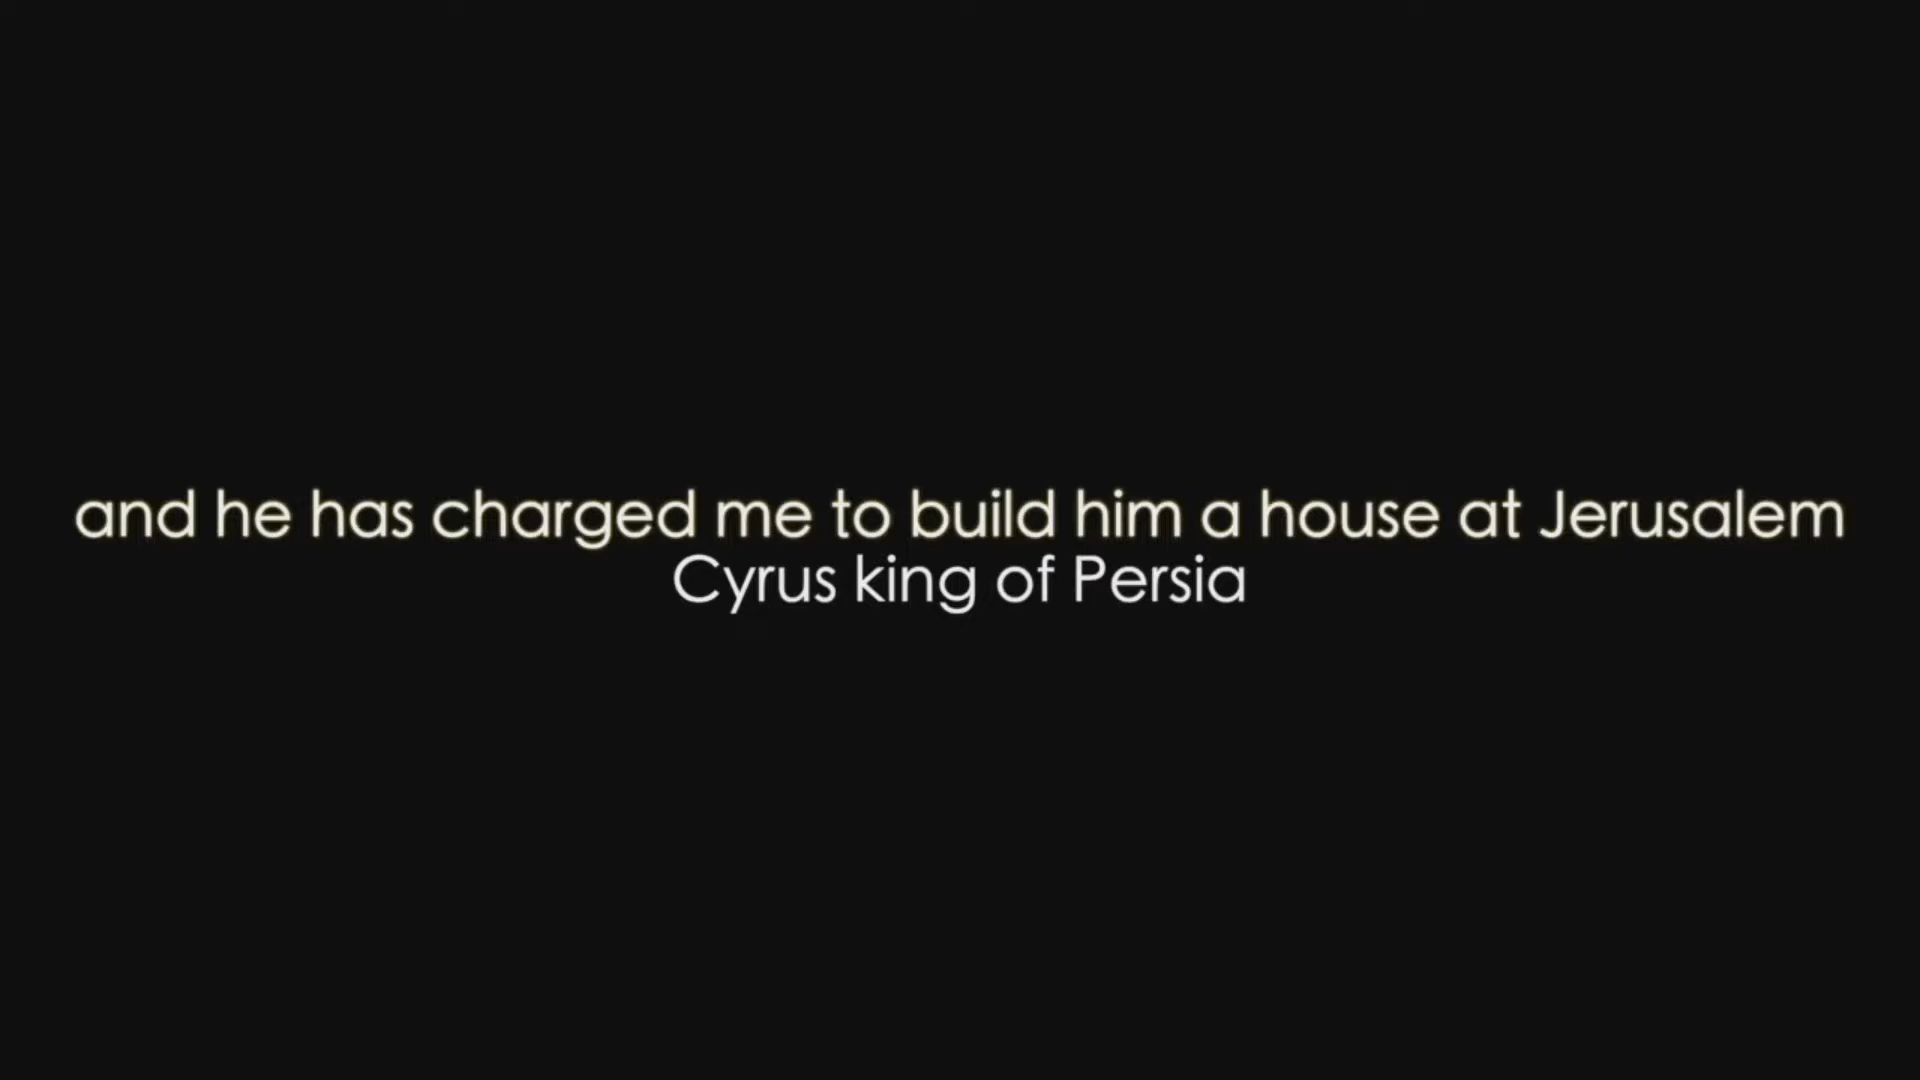 and he has charged me to build him a house at Jerusalem
Cyrus king of Persia